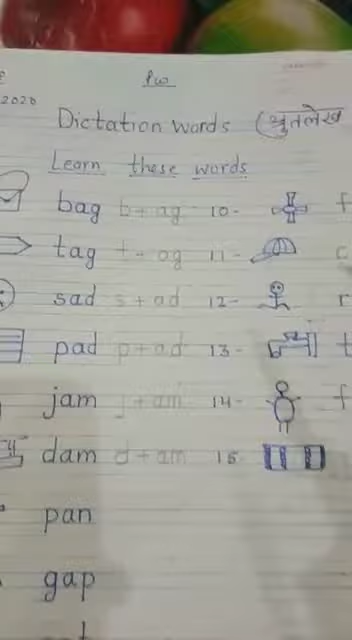 2020
Pw
Dictation words (श्रुतलेख
Learn these words
bag b+ag 10- f
tag t-ag 11- c
sad s+ad 12- r
pad p+ad 13- t
jam j+am 14- f
dam d+am 15-
pan
gap